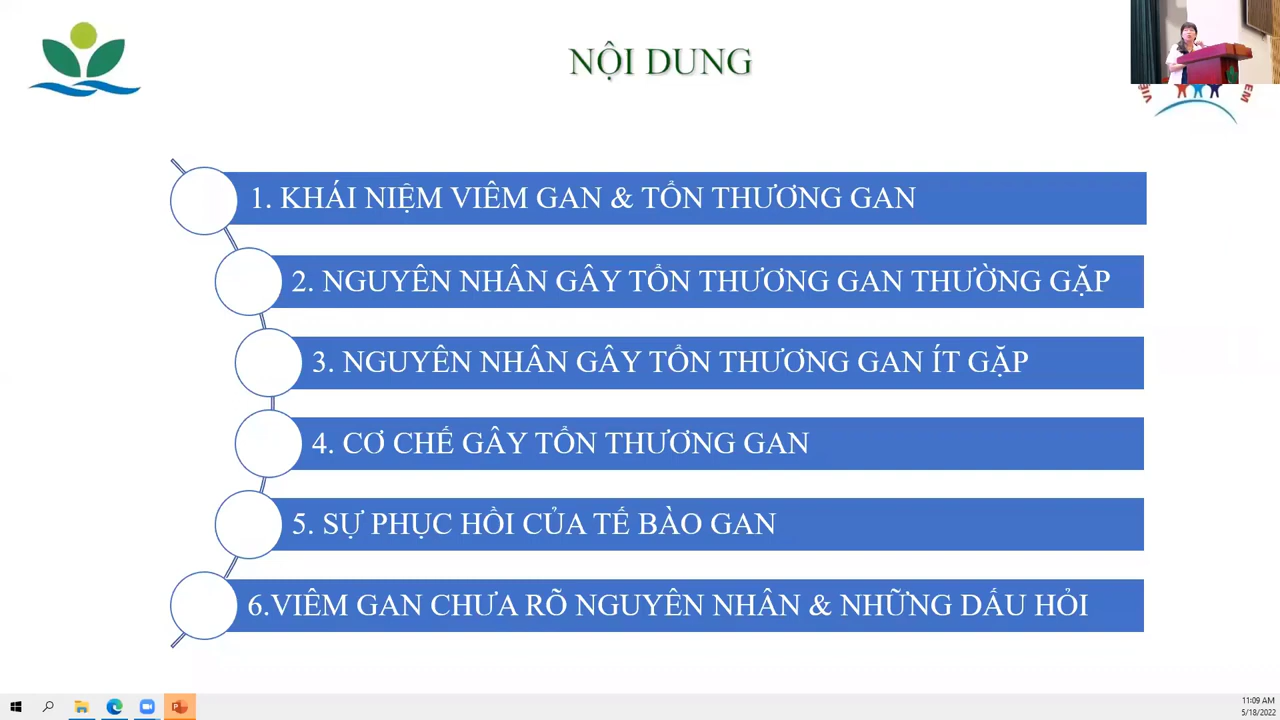 NỘI DUNG
1. KHÁI NIỆM VIÊM GAN & TỔN THƯƠNG GAN
2. NGUYÊN NHÂN GÂY TỔN THƯƠNG GAN THƯỜNG GẶP
3. NGUYÊN NHÂN GÂY TỔN THƯƠNG GAN ÍT GẶP
4. CƠ CHẾ GÂY TỔN THƯƠNG GAN
5. SỰ PHỤC HỒI CỦA TẾ BÀO GAN
6.VIÊM GAN CHƯA RÕ NGUYÊN NHÂN & NHỮNG DẤU HỎI
11:09 AM
5/18/2022